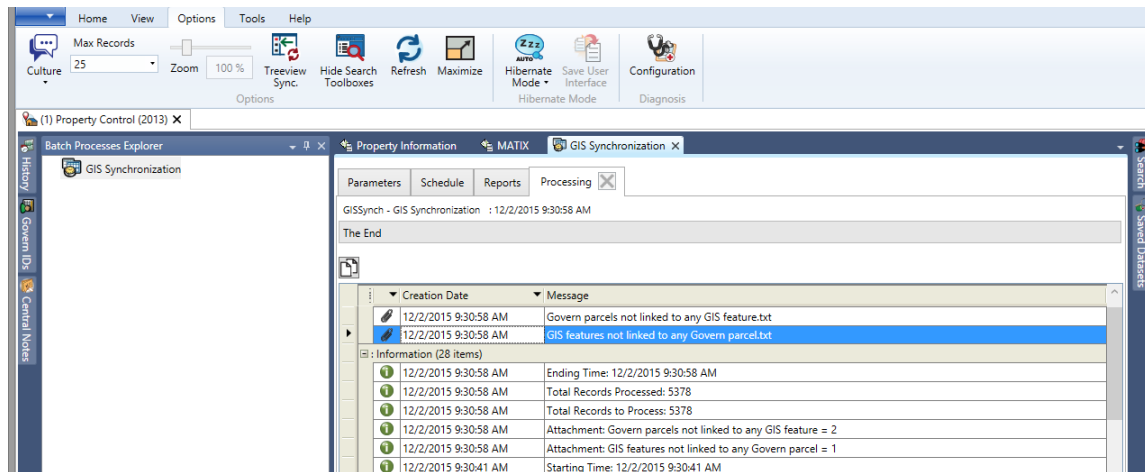 Home View Options Tools Help
Max Records
25
Culture
Zoom 100 %
Treeview Sync.
Hide Search Toolboxes
Refresh
Maximize
Zzz AUTO
Hibernate Mode
Save User Interface
Configuration
Options Hibernate Mode Diagnosis
(1) Property Control (2013)
History
Govern IDs
Central Notes
Batch Processes Explorer
GIS Synchronization
Property Information MATIX GIS Synchronization
Parameters Schedule Reports Processing
GISSynch - GIS Synchronization : 12/2/2015 9:30:58 AM
The End
Creation Date Message
12/2/2015 9:30:58 AM Govern parcels not linked to any GIS feature.txt
12/2/2015 9:30:58 AM GIS features not linked to any Govern parcel.txt
: Information (28 items)
12/2/2015 9:30:58 AM Ending Time: 12/2/2015 9:30:58 AM
12/2/2015 9:30:58 AM Total Records Processed: 5378
12/2/2015 9:30:58 AM Total Records to Process: 5378
12/2/2015 9:30:58 AM Attachment: Govern parcels not linked to any GIS feature = 2
12/2/2015 9:30:58 AM Attachment: GIS features not linked to any Govern parcel = 1
12/2/2015 9:30:41 AM Starting Time: 12/2/2015 9:30:41 AM
Search
Saved Datasets